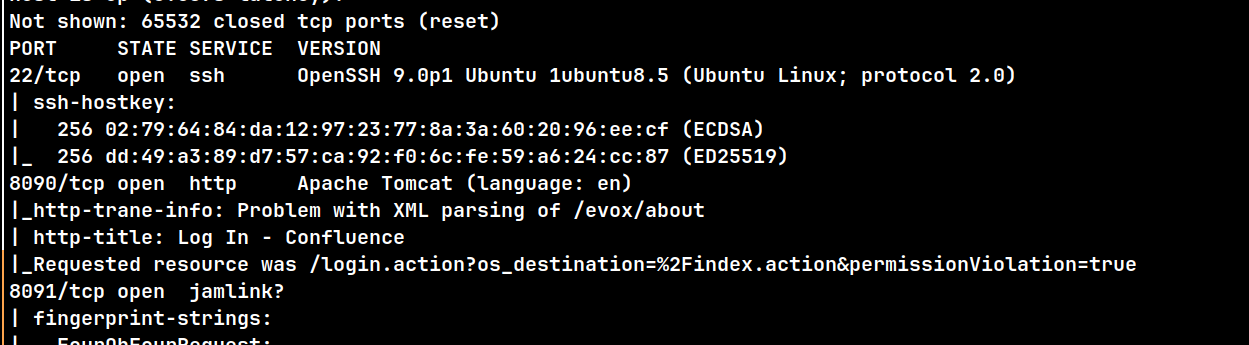 Not shown: 65532 closed tcp ports (reset)
PORT     STATE SERVICE  VERSION
22/tcp   open  ssh      OpenSSH 9.0p1 Ubuntu 1ubuntu8.5 (Ubuntu Linux; protocol 2.0)
| ssh-hostkey:
|   256 02:79:64:84:da:12:97:23:77:8a:3a:60:20:96:ee:cf (ECDSA)
|_  256 dd:49:a3:89:d7:57:ca:92:f0:6c:fe:59:a6:24:cc:87 (ED25519)
8090/tcp open  http     Apache Tomcat (language: en)
|_http-trane-info: Problem with XML parsing of /evox/about
| http-title: Log In - Confluence
|_Requested resource was /login.action?os_destination=%2Findex.action&permissionViolation=true
8091/tcp open  jamlink?
| fingerprint-strings:
|   FourOhFourRequest: